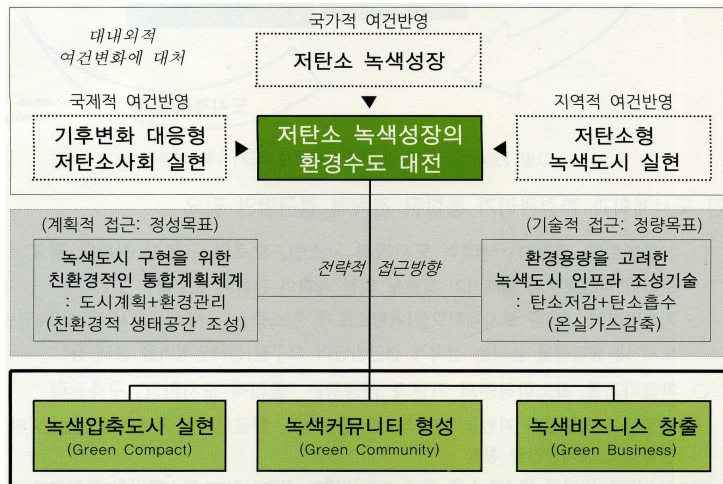 국가적 여건반영
대내외적
여건변화에 대처
저탄소 녹색성장
국제적 여건반영
지역적 여건반영
기후변화 대응형
저탄소사회 실현
저탄소 녹색성장의
환경수도 대전
저탄소형
녹색도시 실현
(계획적 접근: 정성목표)
(기술적 접근: 정량목표)
녹색도시 구현을 위한
친환경적인 통합계획체계
: 도시계획+환경관리
(친환경적 생태공간 조성)
전략적 접근방향
환경용량을 고려한
녹색도시 인프라 조성기술
: 탄소저감+탄소흡수
(온실가스감축)
녹색압축도시 실현
(Green Compact)
녹색커뮤니티 형성
(Green Community)
녹색비즈니스 창출
(Green Business)